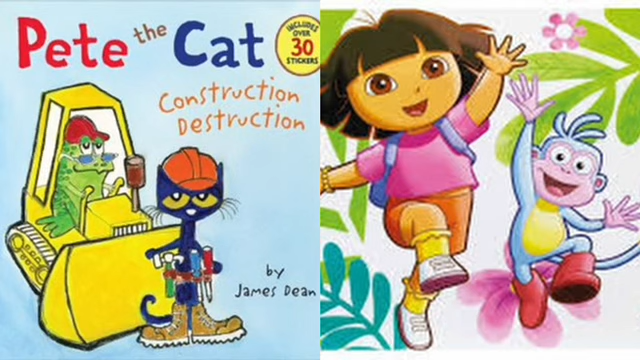 Pete the Cat
INCLUDES
OVER
30
STICKERS
Construction
Destruction
by
James Dean